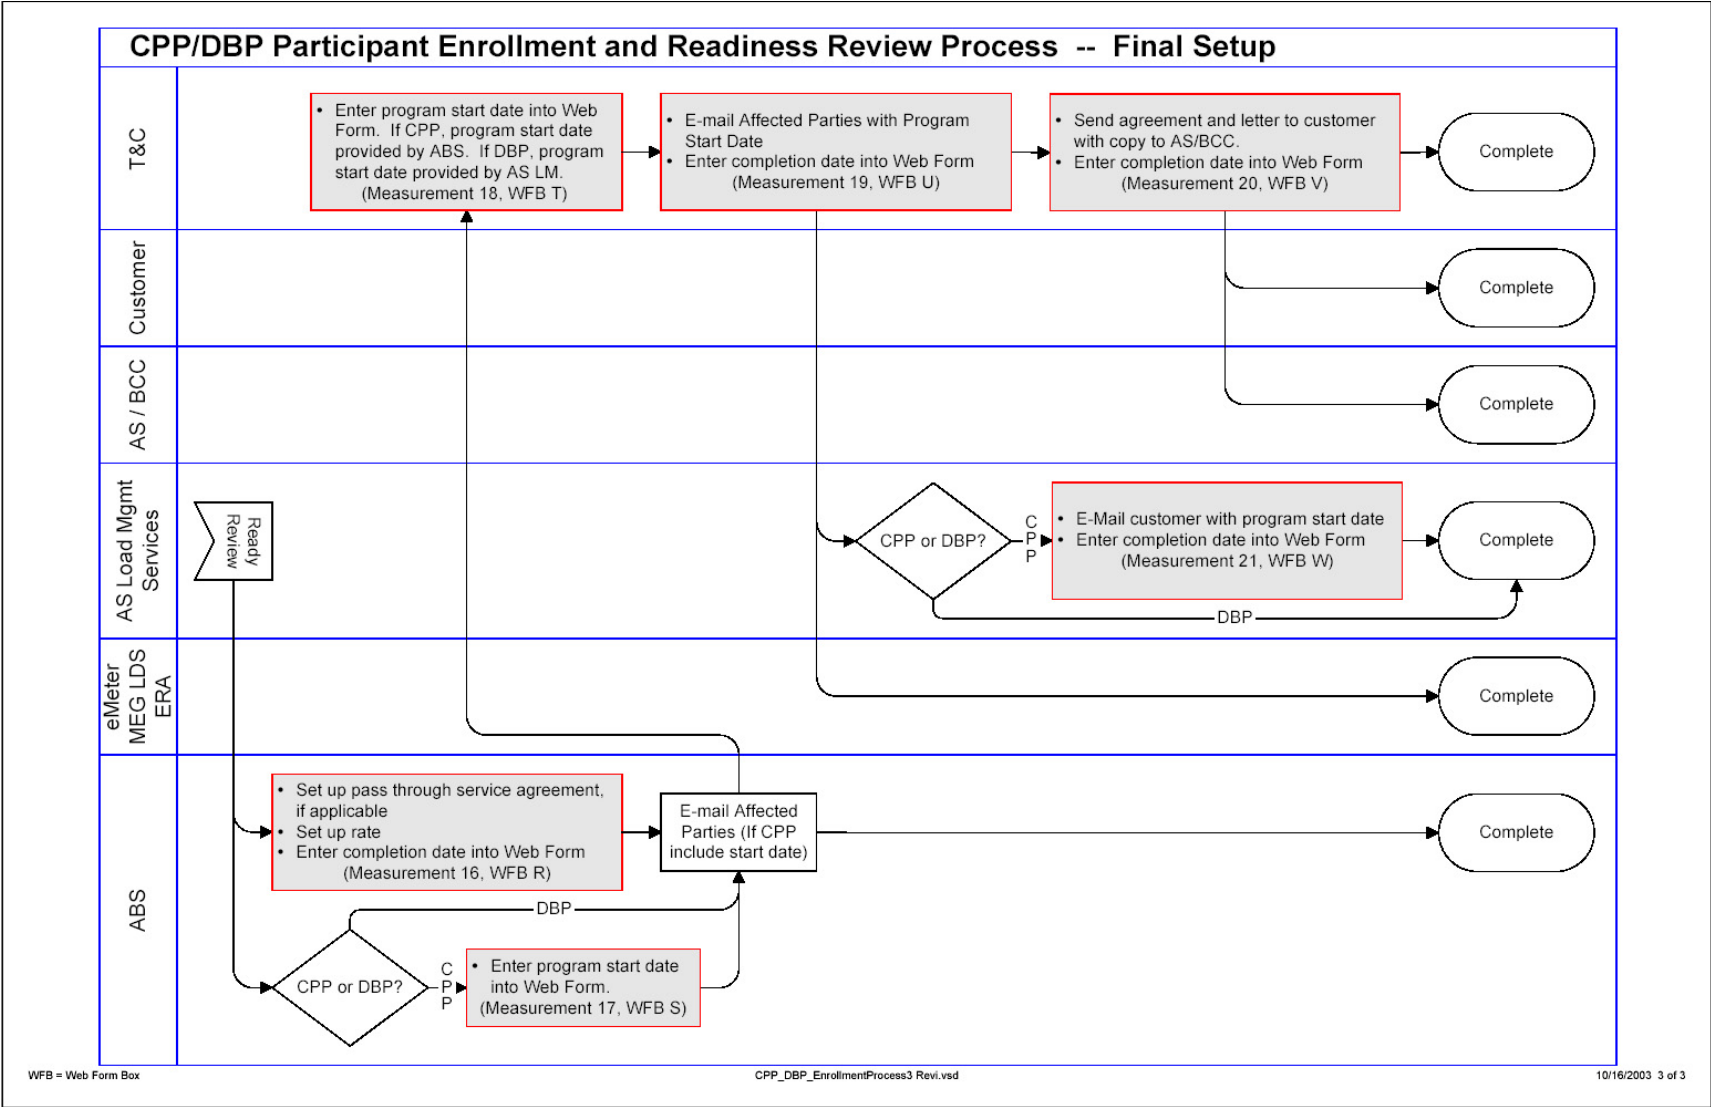 CPP/DBP Participant Enrollment and Readiness Review Process -- Final Setup
T&C
• Enter program start date into Web
Form. If CPP, program start date
provided by ABS. If DBP, program
start date provided by AS LM.
(Measurement 18, WFB T)
• E-mail Affected Parties with Program
Start Date
• Enter completion date into Web Form
(Measurement 19, WFB U)
• Send agreement and letter to customer
with copy to AS/BCC.
• Enter completion date into Web Form
(Measurement 20, WFB V)
Complete
Customer
Complete
AS / BCC
Complete
AS Load Mgmt
Services
Ready
Review
CPP or DBP?
CPP
• E-Mail customer with program start date
• Enter completion date into Web Form
(Measurement 21, WFB W)
Complete
DBP
eMeter
MEG LDS
ERA
Complete
ABS
• Set up pass through service agreement,
if applicable
• Set up rate
• Enter completion date into Web Form
(Measurement 16, WFB R)
E-mail Affected
Parties (If CPP
include start date)
Complete
DBP
CPP or DBP?
CPP
• Enter program start date
into Web Form.
(Measurement 17, WFB S)
WFB = Web Form Box
CPP_DBP_EnrollmentProcess3 Revi.vsd
10/16/2003 3 of 3